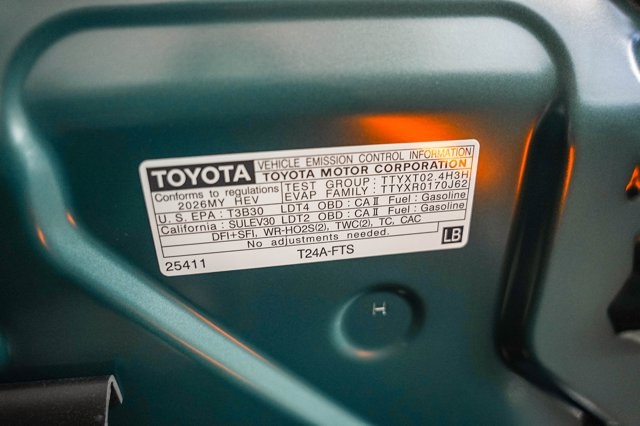 TOYOTA VEHICLE EMISSION CONTROL INFORMATION
TOYOTA MOTOR CORPORATION
Conforms to regulations TEST GROUP : TTYXT02.4H3H
2026MY HEV EVAP FAMILY : TTYXR0170J62
U.S. EPA : T3B30 LDT4 OBD : CA II Fuel : Gasoline
California : SULEV30 LDT2 OBD : CA II Fuel : Gasoline
DFI+SFI, WR-HO2S(2), TWC(2), TC, CAC
No adjustments needed. LB
25411 T24A-FTS
H